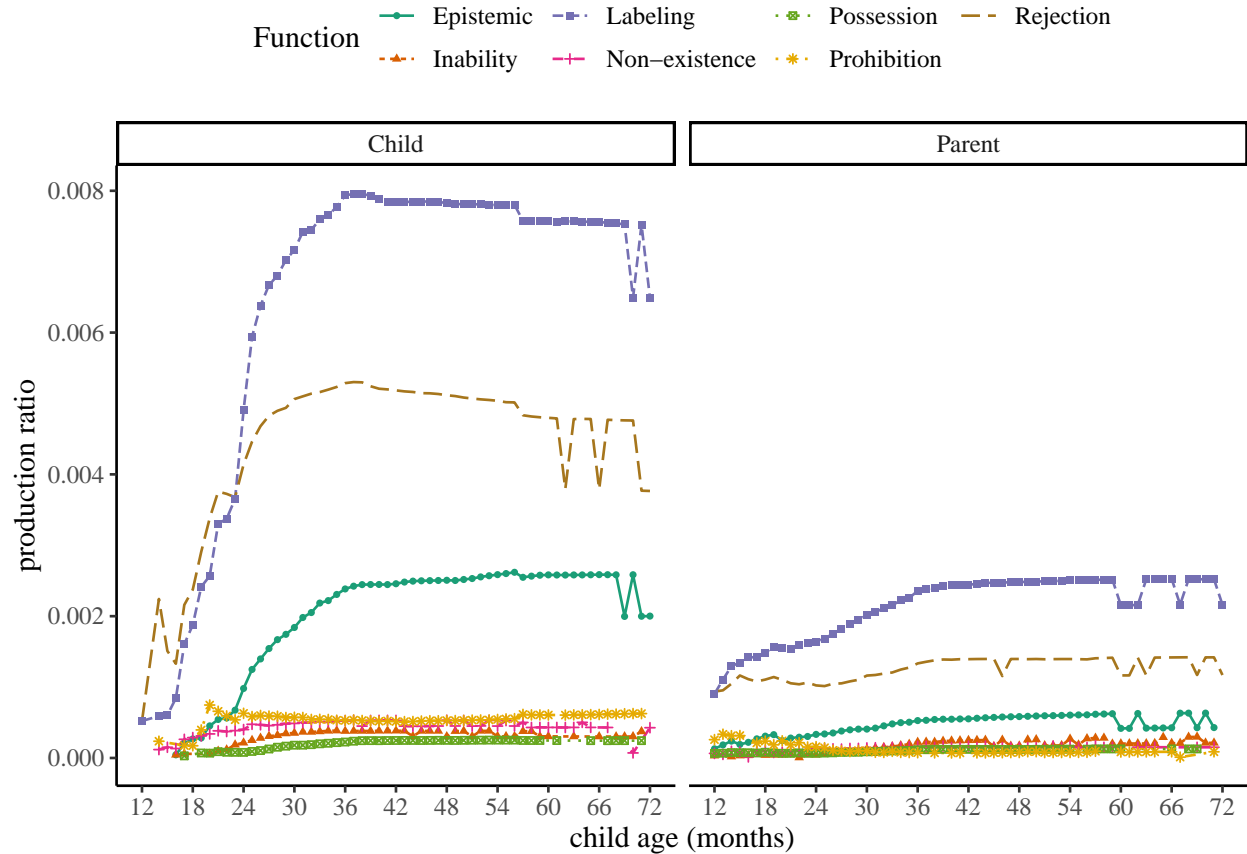 Function
Epistemic
Labeling
Possession
Rejection
Inability
Non−existence
Prohibition
Child
Parent
0.008
0.006
0.004
0.002
0.000
production ratio
12 18 24 30 36 42 48 54 60 66 72
12 18 24 30 36 42 48 54 60 66 72
child age (months)